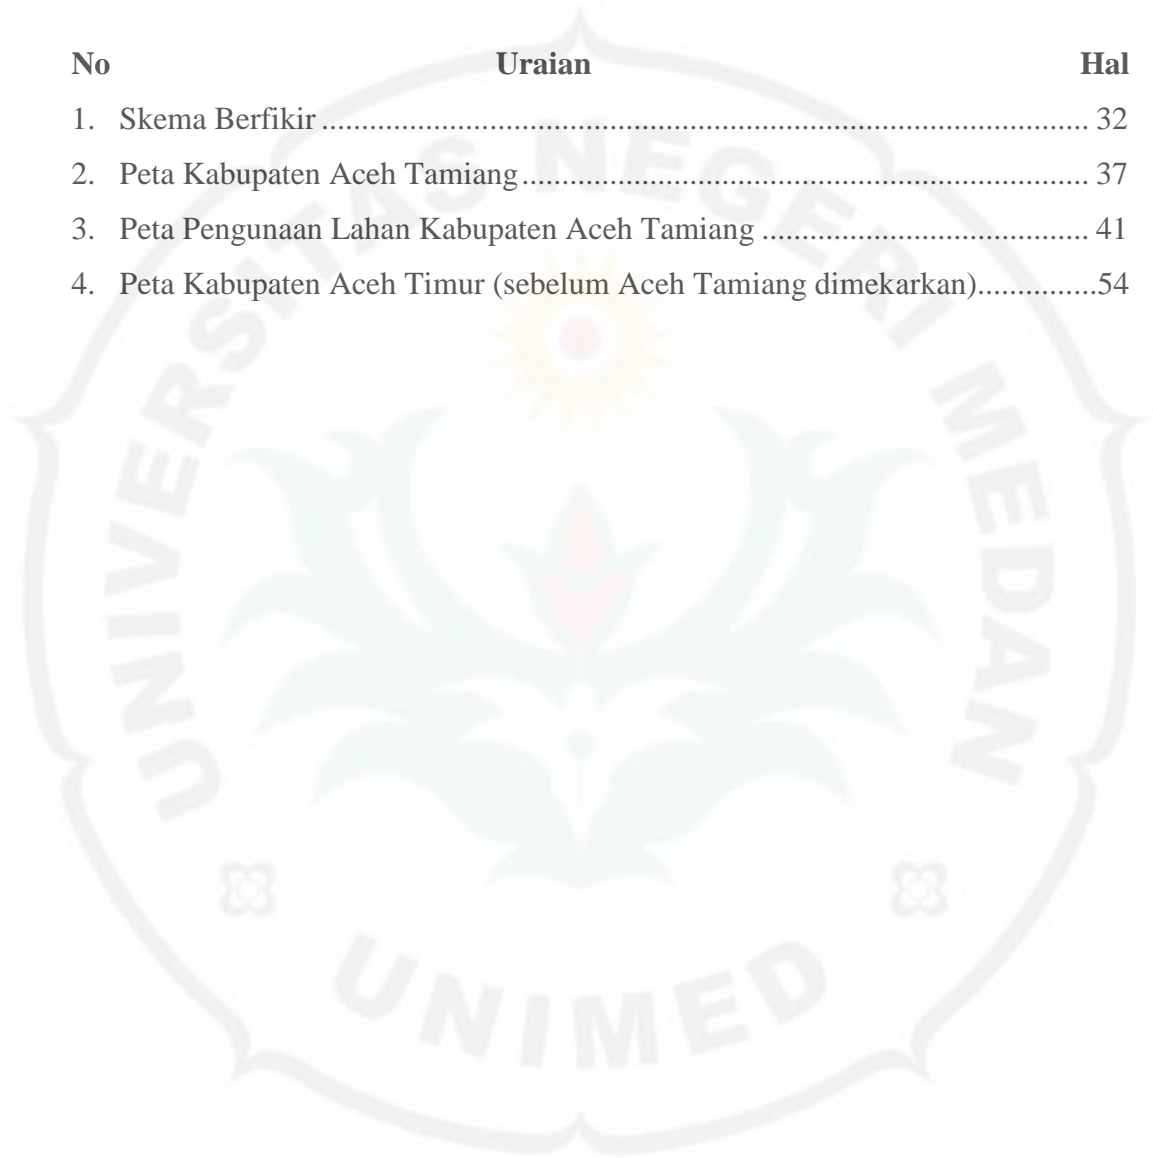 No Uraian Hal
1. Skema Berfikir ................................................................................................ 32
2. Peta Kabupaten Aceh Tamiang ....................................................................... 37
3. Peta Pengunaan Lahan Kabupaten Aceh Tamiang ......................................... 41
4. Peta Kabupaten Aceh Timur (sebelum Aceh Tamiang dimekarkan)...............54
UNIVERSITAS NEGERI MEDAN
UNIMED